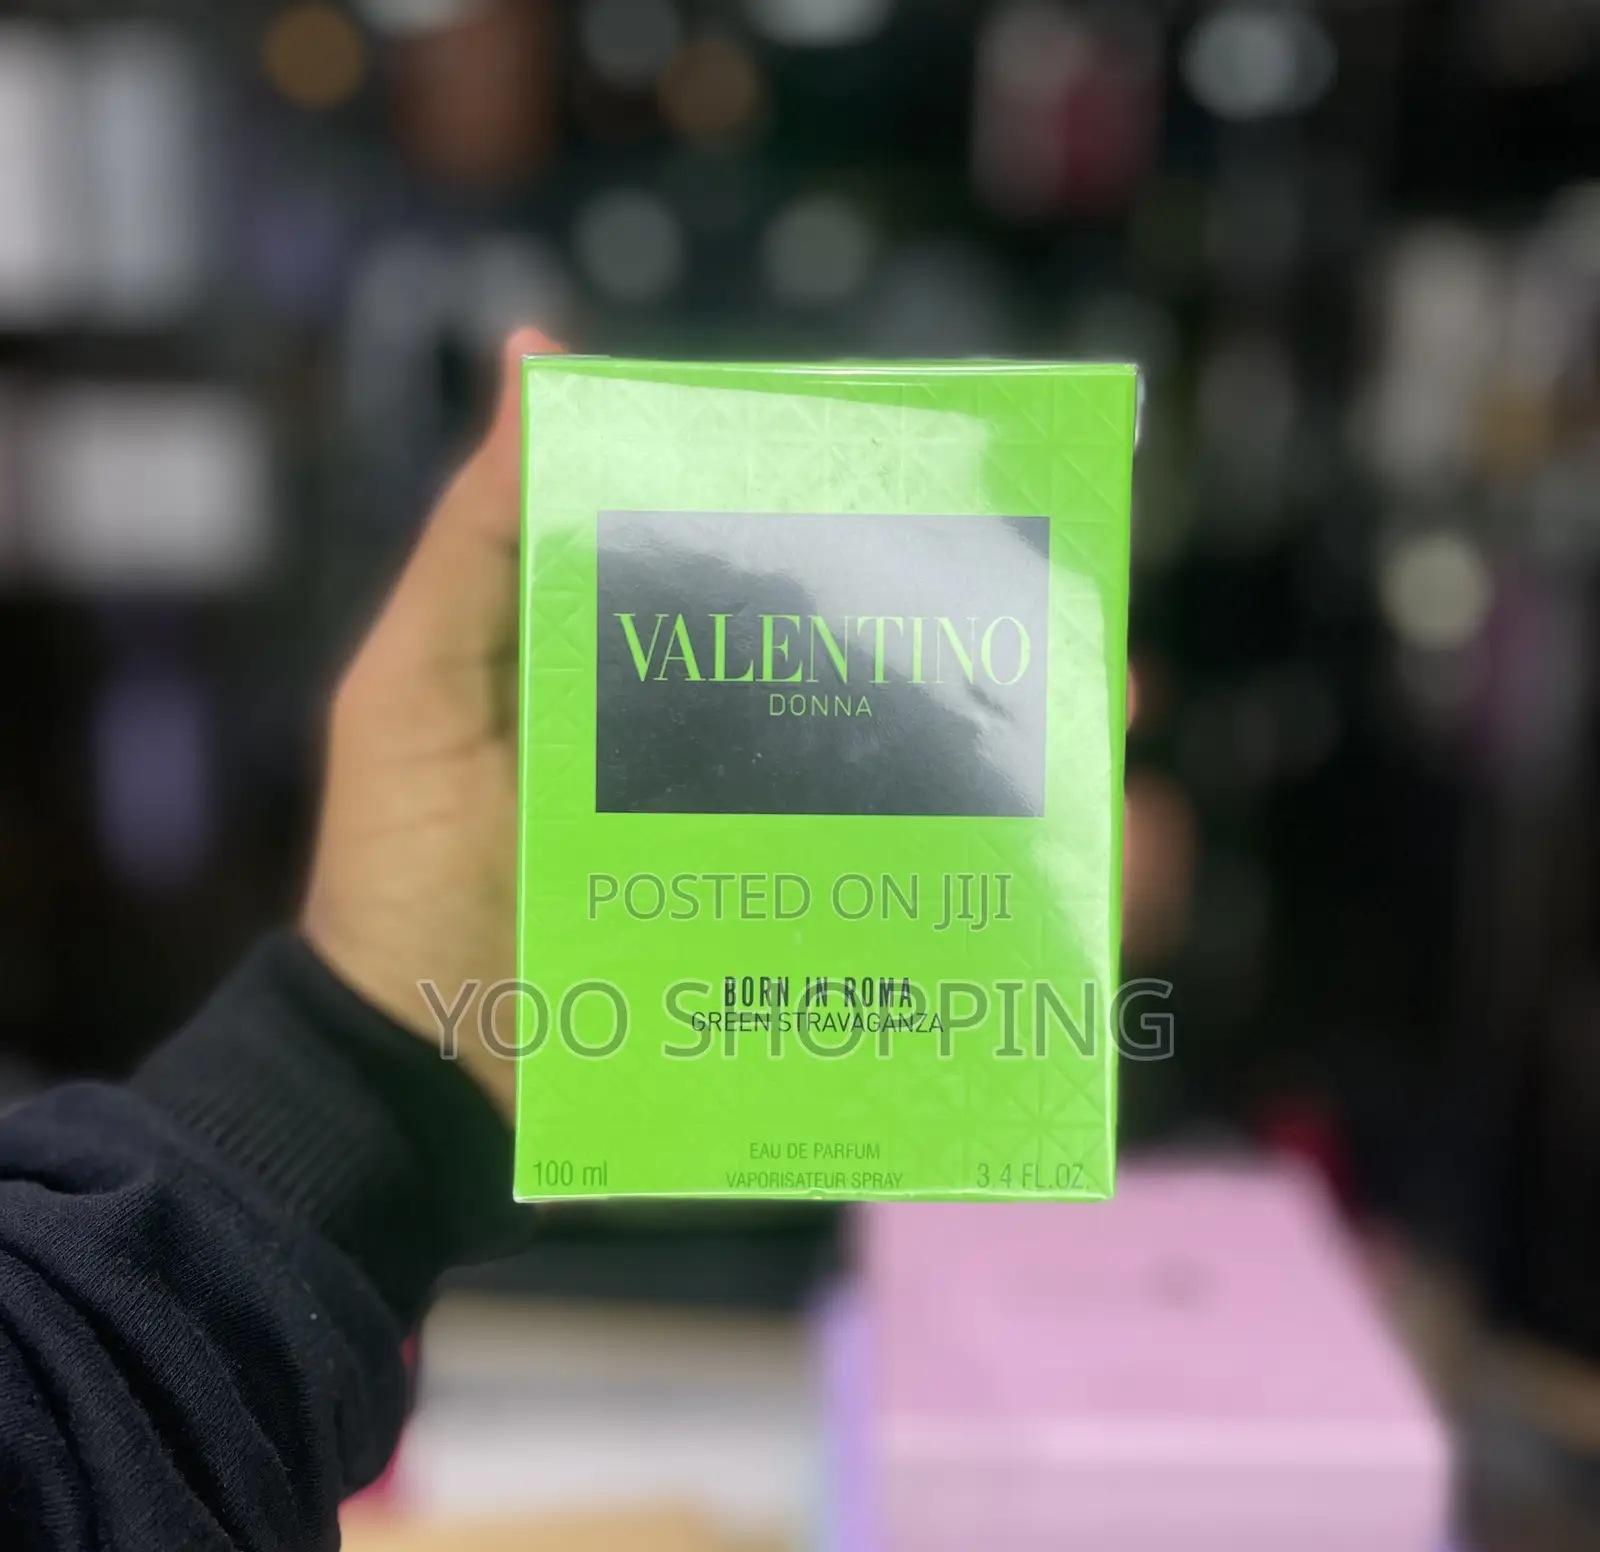 VALENTINO
DONNA
POSTED ON JIJI
BORN IN ROMA
YOO SHOPPING
GREEN STRAVAGANZA
EAU DE PARFUM
100 ml VAPORISATEUR SPRAY 3.4 FL.OZ.